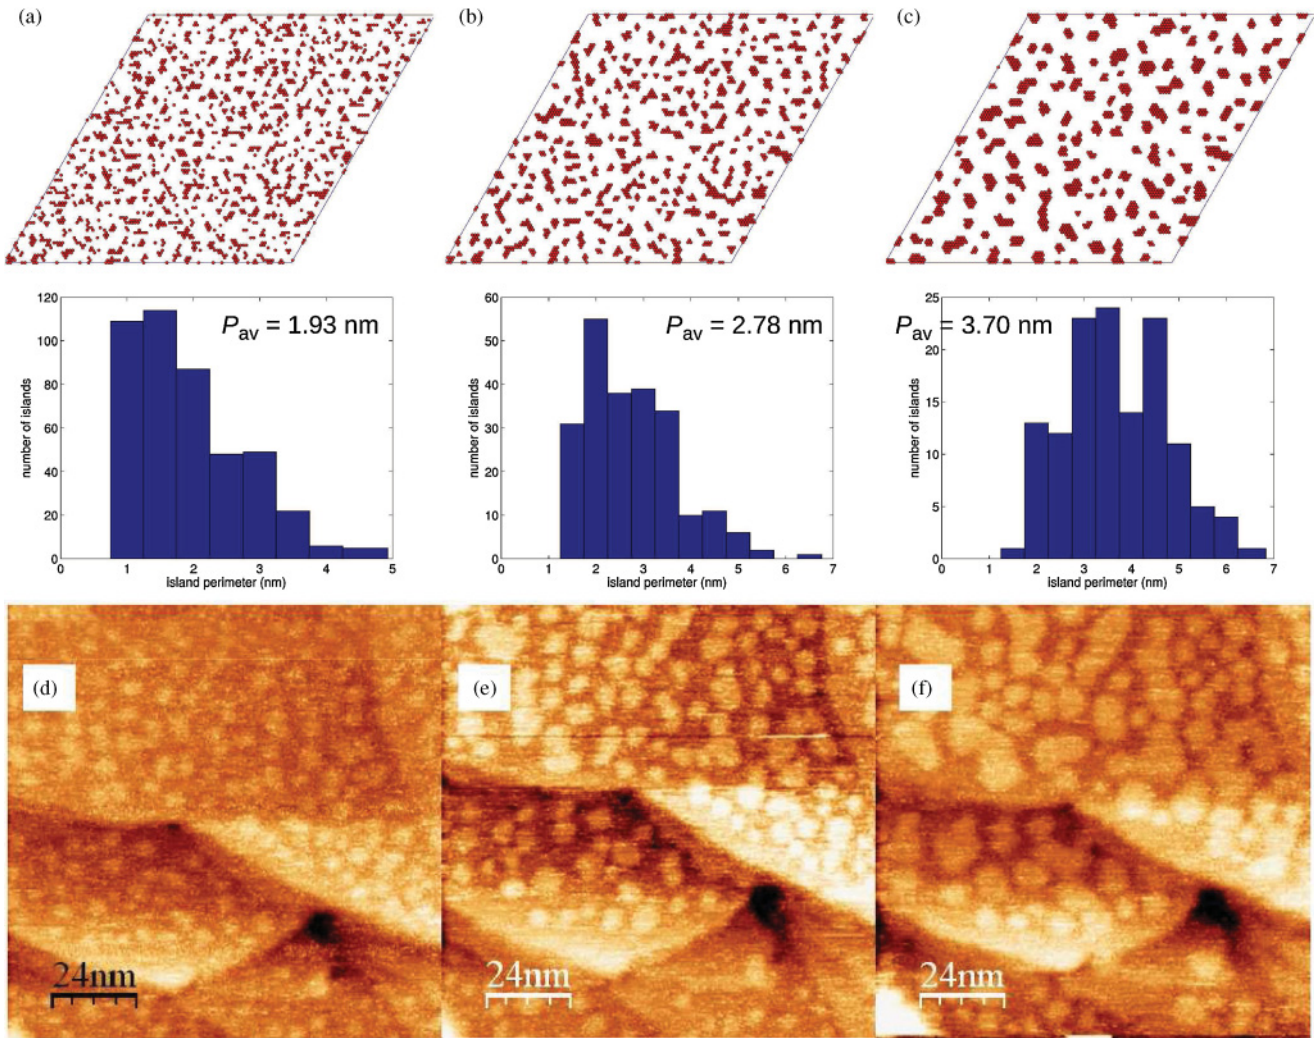 (a)
(b)
(c)
120
100
80
60
40
20
0
number of islands
P_av = 1.93 nm
0 1 2 3 4 5
island perimeter (nm)
60
50
40
30
20
10
0
number of islands
P_av = 2.78 nm
0 1 2 3 4 5 6 7
island perimeter (nm)
25
20
15
10
5
0
number of islands
P_av = 3.70 nm
0 1 2 3 4 5 6 7
island perimeter (nm)
(d)
(e)
(f)
24nm
24nm
24nm